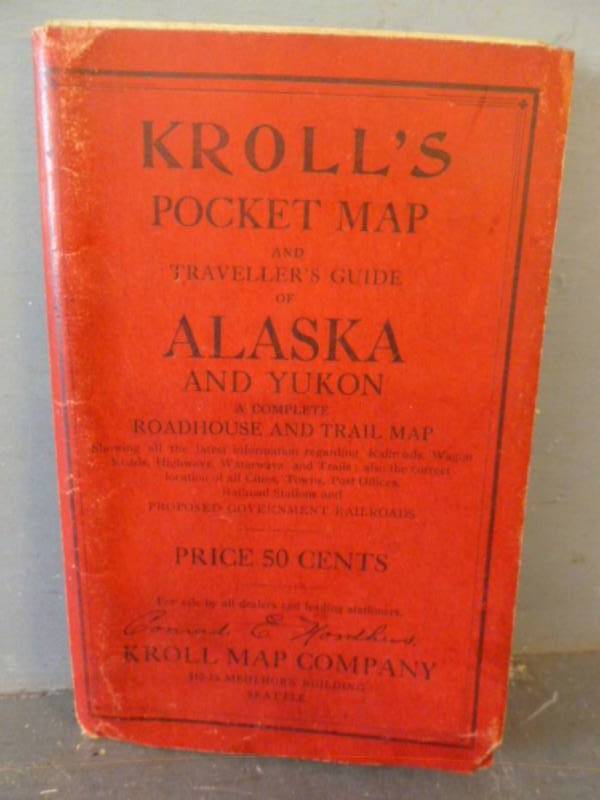 KROLL'S
POCKET MAP
AND
TRAVELLER'S GUIDE
OF
ALASKA
AND YUKON
A COMPLETE
ROADHOUSE AND TRAIL MAP
Showing all the latest information regarding Railroads, Wagon
Roads, Highways, Waterways and Trails; also the correct
location of all Cities, Towns, Post Offices,
Railroad Stations and
PROPOSED GOVERNMENT RAILROADS
PRICE 50 CENTS
For sale by all dealers and leading stationers.
Conrad E.
KROLL MAP COMPANY
MEHLHORN BUILDING
SEATTLE